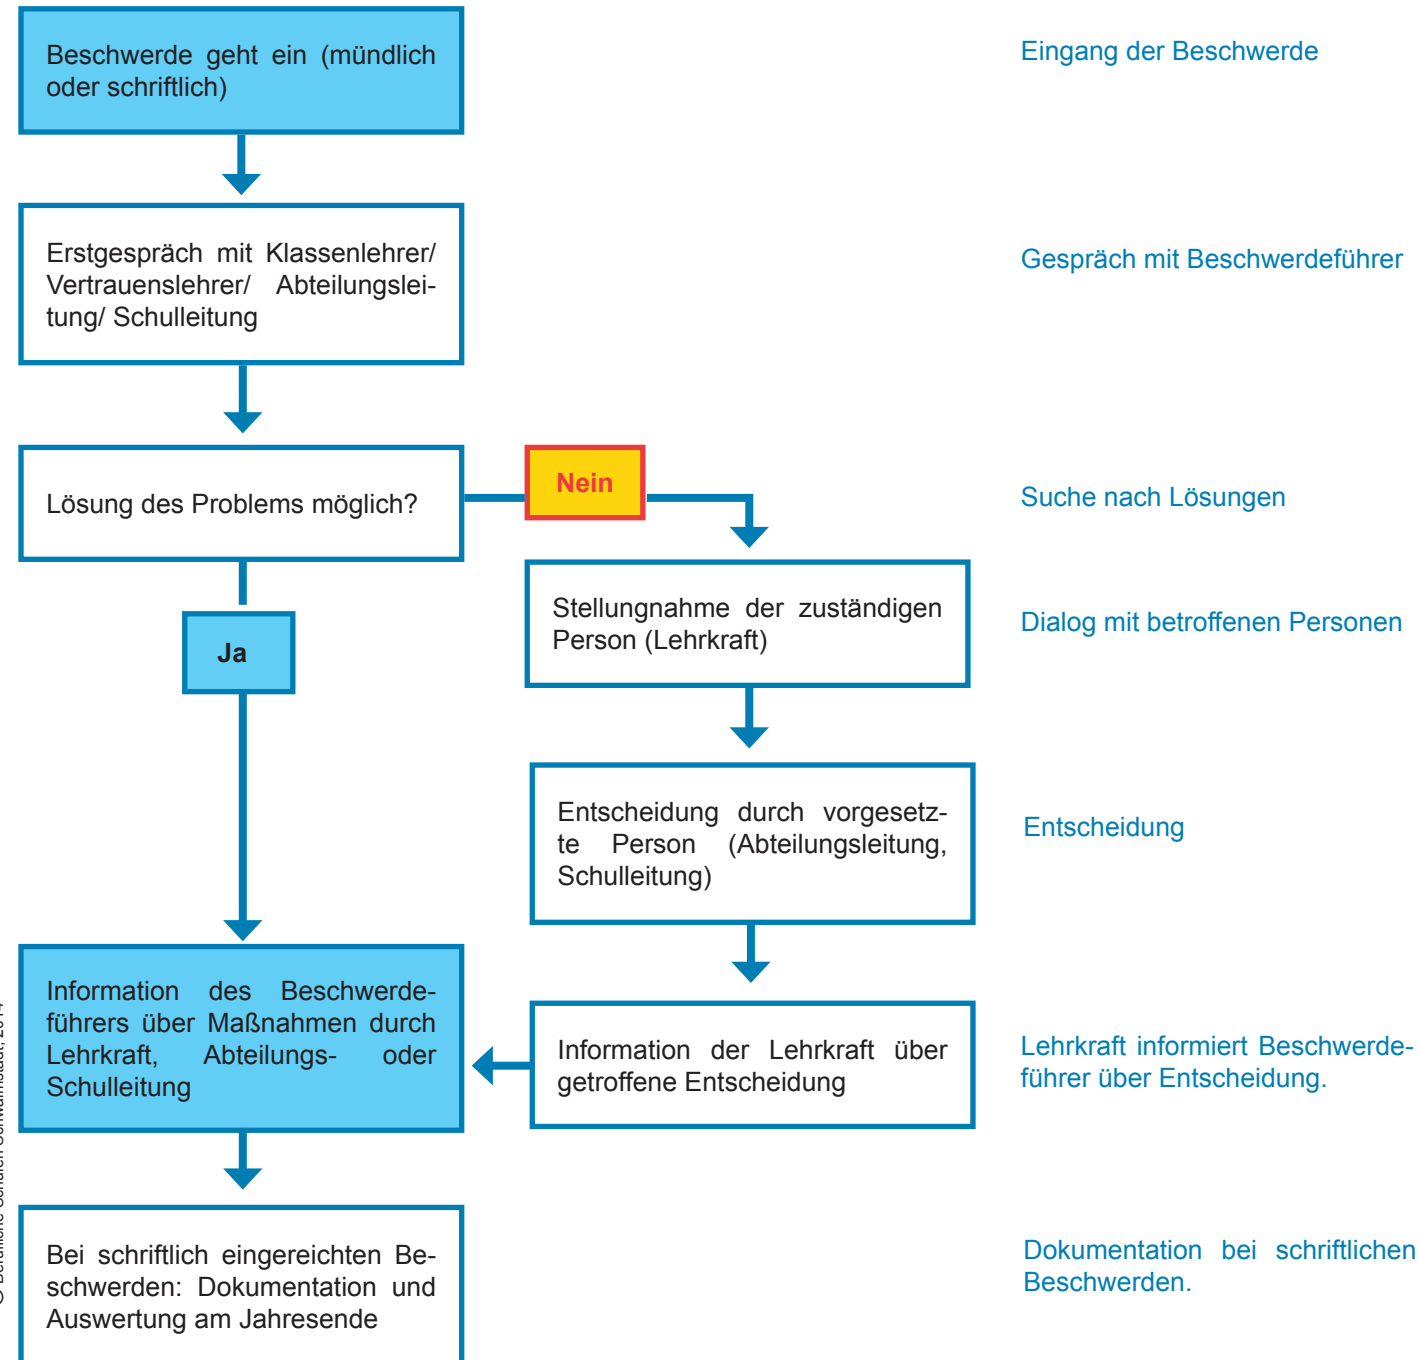 Beschwerde geht ein (mündlich
oder schriftlich)
Eingang der Beschwerde
Erstgespräch mit Klassenlehrer/
Vertrauenslehrer/ Abteilungslei-
tung/ Schulleitung
Gespräch mit Beschwerdeführer
Lösung des Problems möglich?
Nein
Suche nach Lösungen
Ja
Stellungnahme der zuständigen
Person (Lehrkraft)
Dialog mit betroffenen Personen
Entscheidung durch vorgesetz-
te Person (Abteilungsleitung,
Schulleitung)
Entscheidung
Information des Beschwerde-
führers über Maßnahmen durch
Lehrkraft, Abteilungs- oder
Schulleitung
Information der Lehrkraft über
getroffene Entscheidung
Lehrkraft informiert Beschwerde-
führer über Entscheidung.
Bei schriftlich eingereichten Be-
schwerden: Dokumentation und
Auswertung am Jahresende
Dokumentation bei schriftlichen
Beschwerden.
© Berufliche Schulen Schwalmstadt, 2014